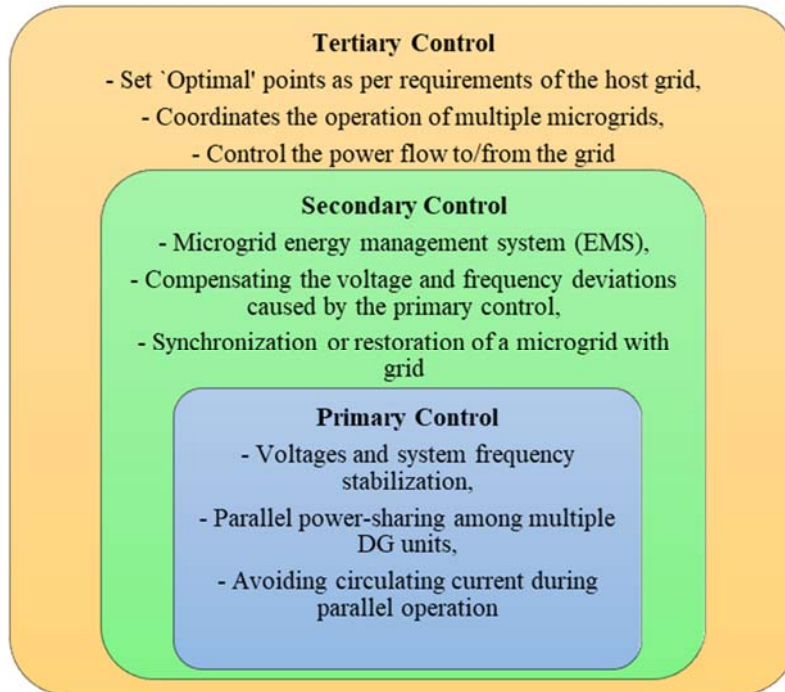 Tertiary Control
- Set `Optimal' points as per requirements of the host grid,
- Coordinates the operation of multiple microgrids,
- Control the power flow to/from the grid
Secondary Control
- Microgrid energy management system (EMS),
- Compensating the voltage and frequency deviations
caused by the primary control,
- Synchronization or restoration of a microgrid with
grid
Primary Control
- Voltages and system frequency
stabilization,
- Parallel power-sharing among multiple
DG units,
- Avoiding circulating current during
parallel operation